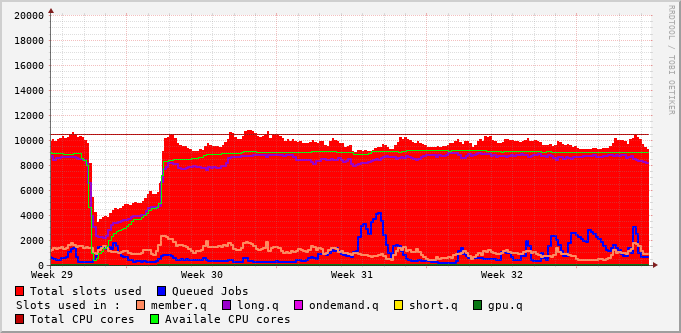 20000
18000
16000
14000
12000
10000
8000
6000
4000
2000
0
Week 29 Week 30 Week 31 Week 32
Total slots used Queued Jobs
Slots used in : member.q long.q ondemand.q short.q gpu.q
Total CPU cores Availale CPU cores
RRDTOOL / TOBI OETIKER